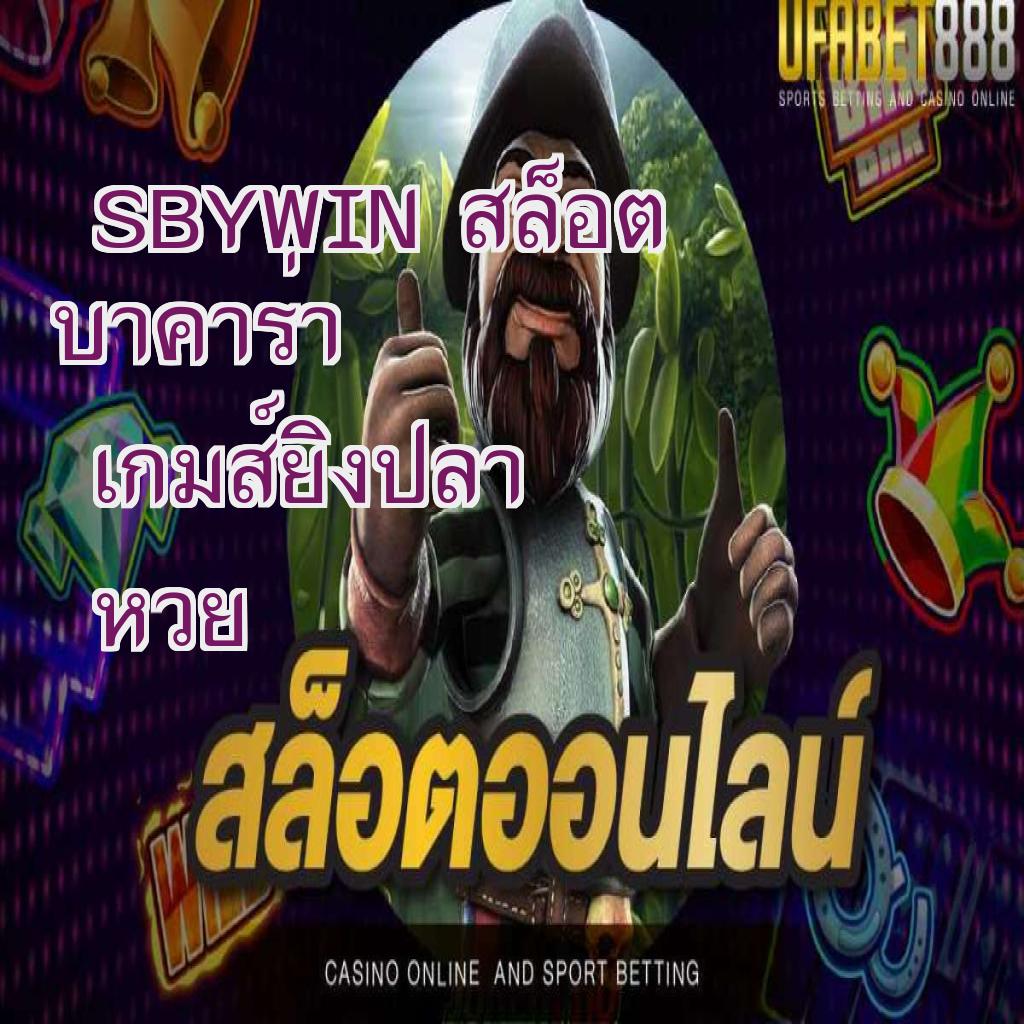 UFABET888
SPORTS BETTING AND CASINO ONLINE
BAR
SBYWIN สล็อต
บาคาร่า
เกมส์ยิงปลา
หวย
สล็อตออนไลน์
CASINO ONLINE AND SPORT BETTING